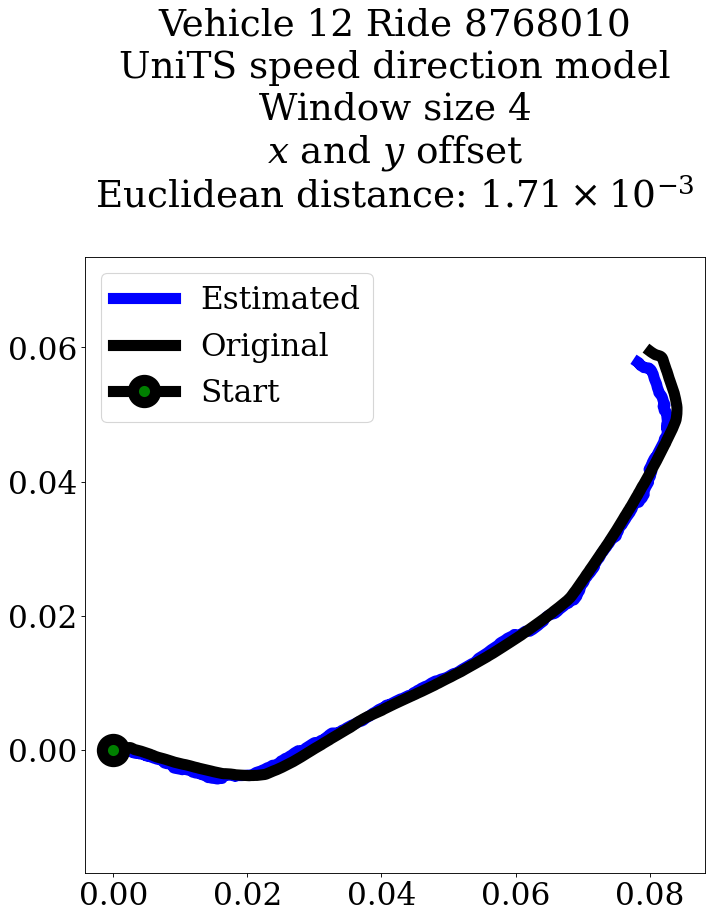 Vehicle 12 Ride 8768010
UniTS speed direction model
Window size 4
x and y offset
Euclidean distance: 1.71 × 10⁻³
Estimated
Original
Start
0.06
0.04
0.02
0.00
0.00 0.02 0.04 0.06 0.08